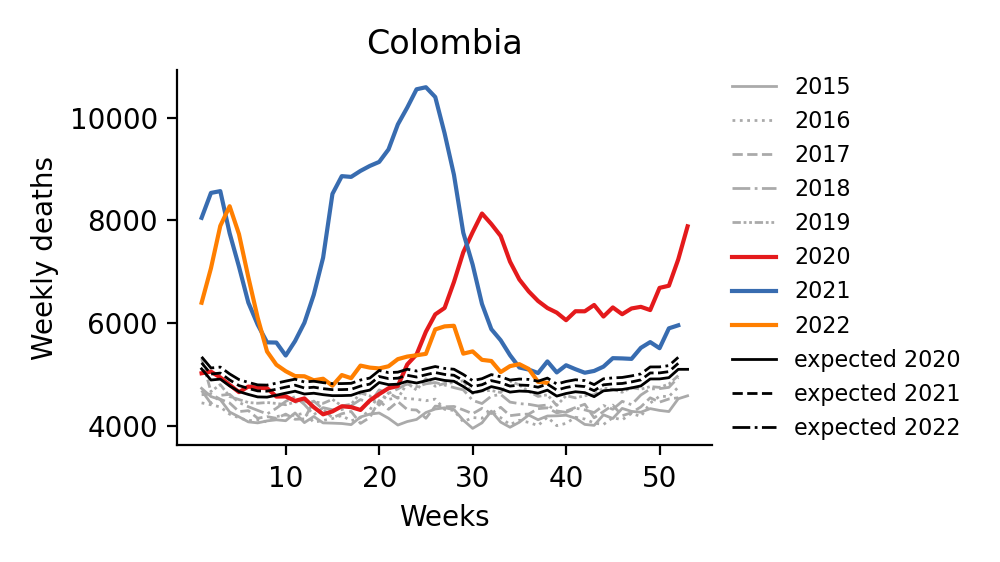 Colombia
Weekly deaths
10000
8000
6000
4000
10 20 30 40 50
Weeks
2015
2016
2017
2018
2019
2020
2021
2022
expected 2020
expected 2021
expected 2022